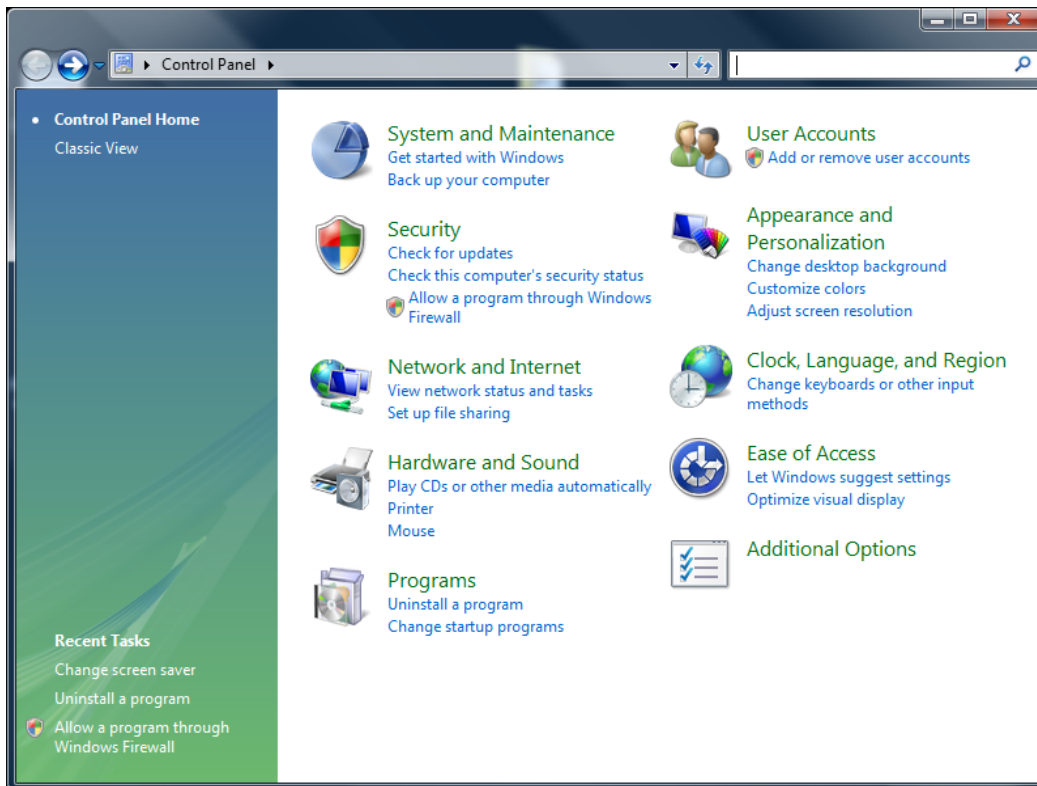 Control Panel
Control Panel Home
Classic View
System and Maintenance
Get started with Windows
Back up your computer
Security
Check for updates
Check this computer's security status
Allow a program through Windows
Firewall
Network and Internet
View network status and tasks
Set up file sharing
Hardware and Sound
Play CDs or other media automatically
Printer
Mouse
Programs
Uninstall a program
Change startup programs
User Accounts
Add or remove user accounts
Appearance and
Personalization
Change desktop background
Customize colors
Adjust screen resolution
Clock, Language, and Region
Change keyboards or other input
methods
Ease of Access
Let Windows suggest settings
Optimize visual display
Additional Options
Recent Tasks
Change screen saver
Uninstall a program
Allow a program through
Windows Firewall